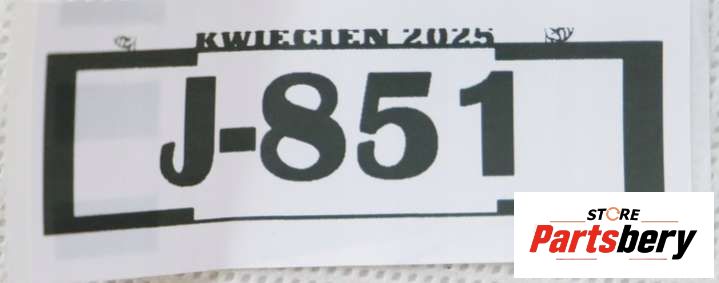 KWIECIEN 2025
J-851
STORE
Partsbery